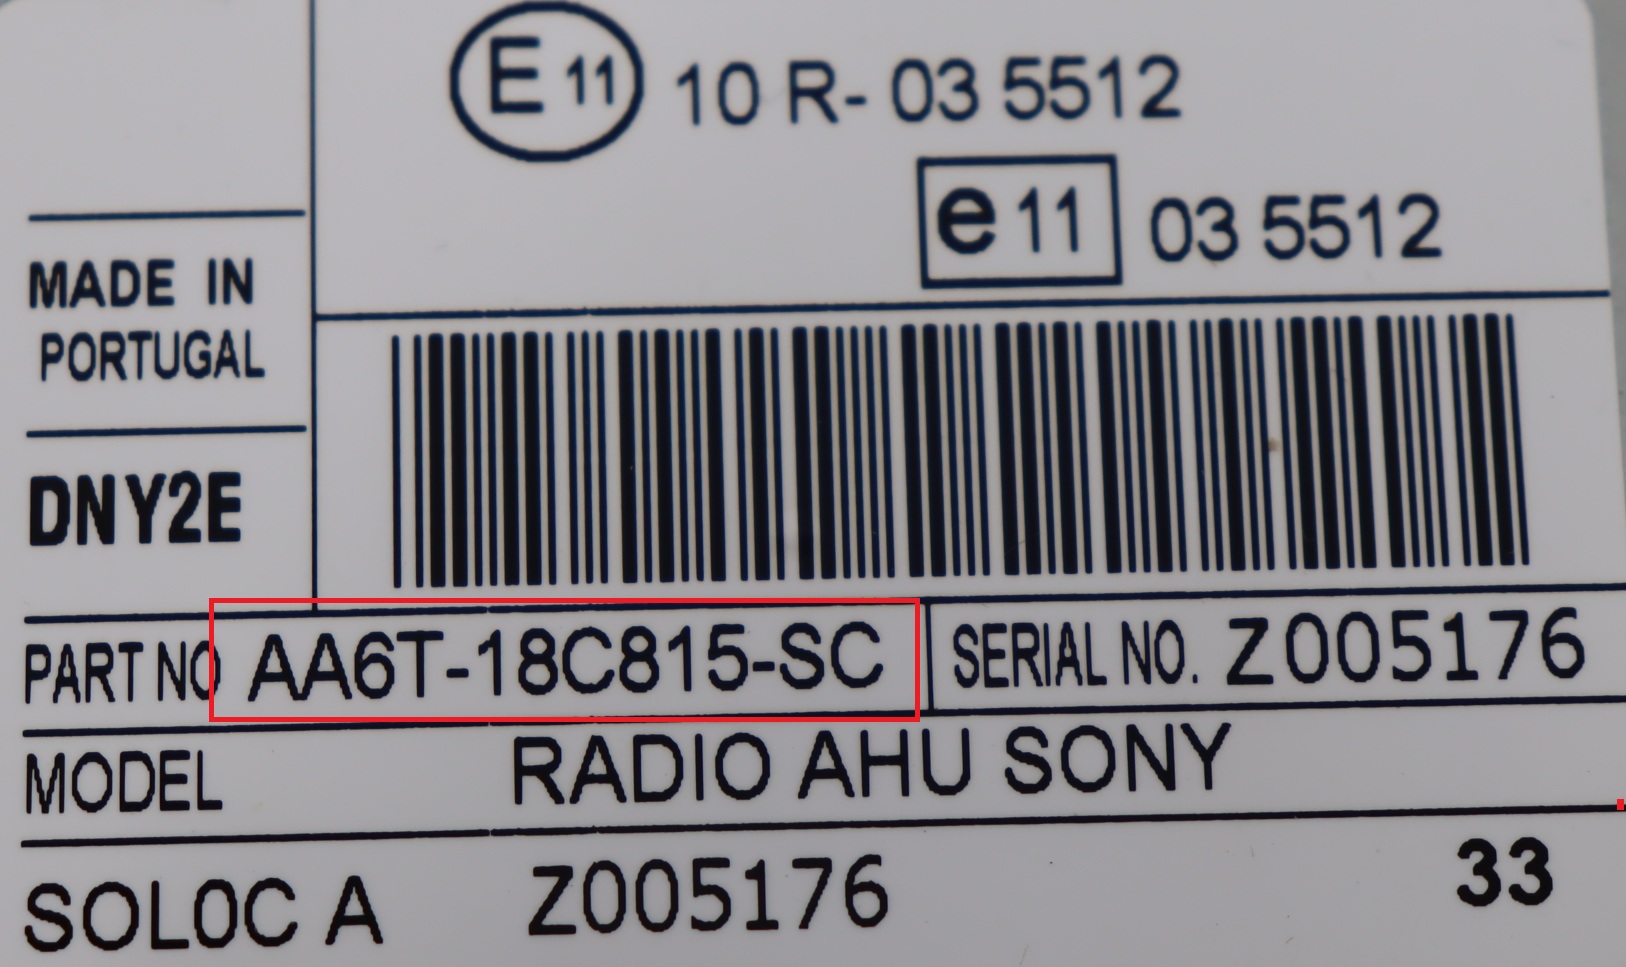 E 11 10 R- 03 5512
e 11 03 5512
MADE IN
PORTUGAL
DNY2E
PART NO AA6T-18C815-SC SERIAL NO. Z005176
MODEL RADIO AHU SONY
SOL0C A Z005176 33